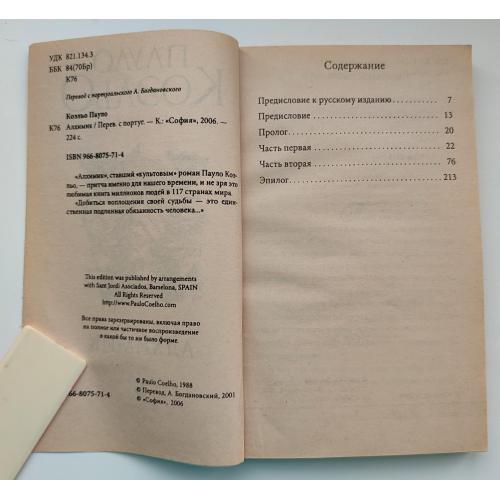 УДК 821.134.3
ББК 84(70Бр)
К76
Перевод с португальского А. Богдановского
Коэльо Пауло
К76 Алхимик / Перев. с португ. — К.: «София», 2006. —
224 с.
ISBN 966-8075-71-4
«Алхимик», ставший «культовым» роман Пауло Коэ-
льо, — притча именно для нашего времени, и не зря это
любимая книга миллионов людей в 117 странах мира.
«Добиться воплощения своей судьбы — это един-
ственная подлинная обязанность человека...»
This edition was published by arrangements
with Sant Jordi Asociados, Barcelona, SPAIN
All Rights Reserved
http://www.PauloCoelho.com
Все права зарезервированы, включая право
на полное или частичное воспроизведение
в какой бы то ни было форме.
© Paulo Coelho, 1988
© Перевод, А. Богдановский, 2001
© «София», 2006
966-8075-71-4
Содержание
Предисловие к русскому изданию 7
Предисловие 13
Пролог 20
Часть первая 22
Часть вторая 76
Эпилог 213